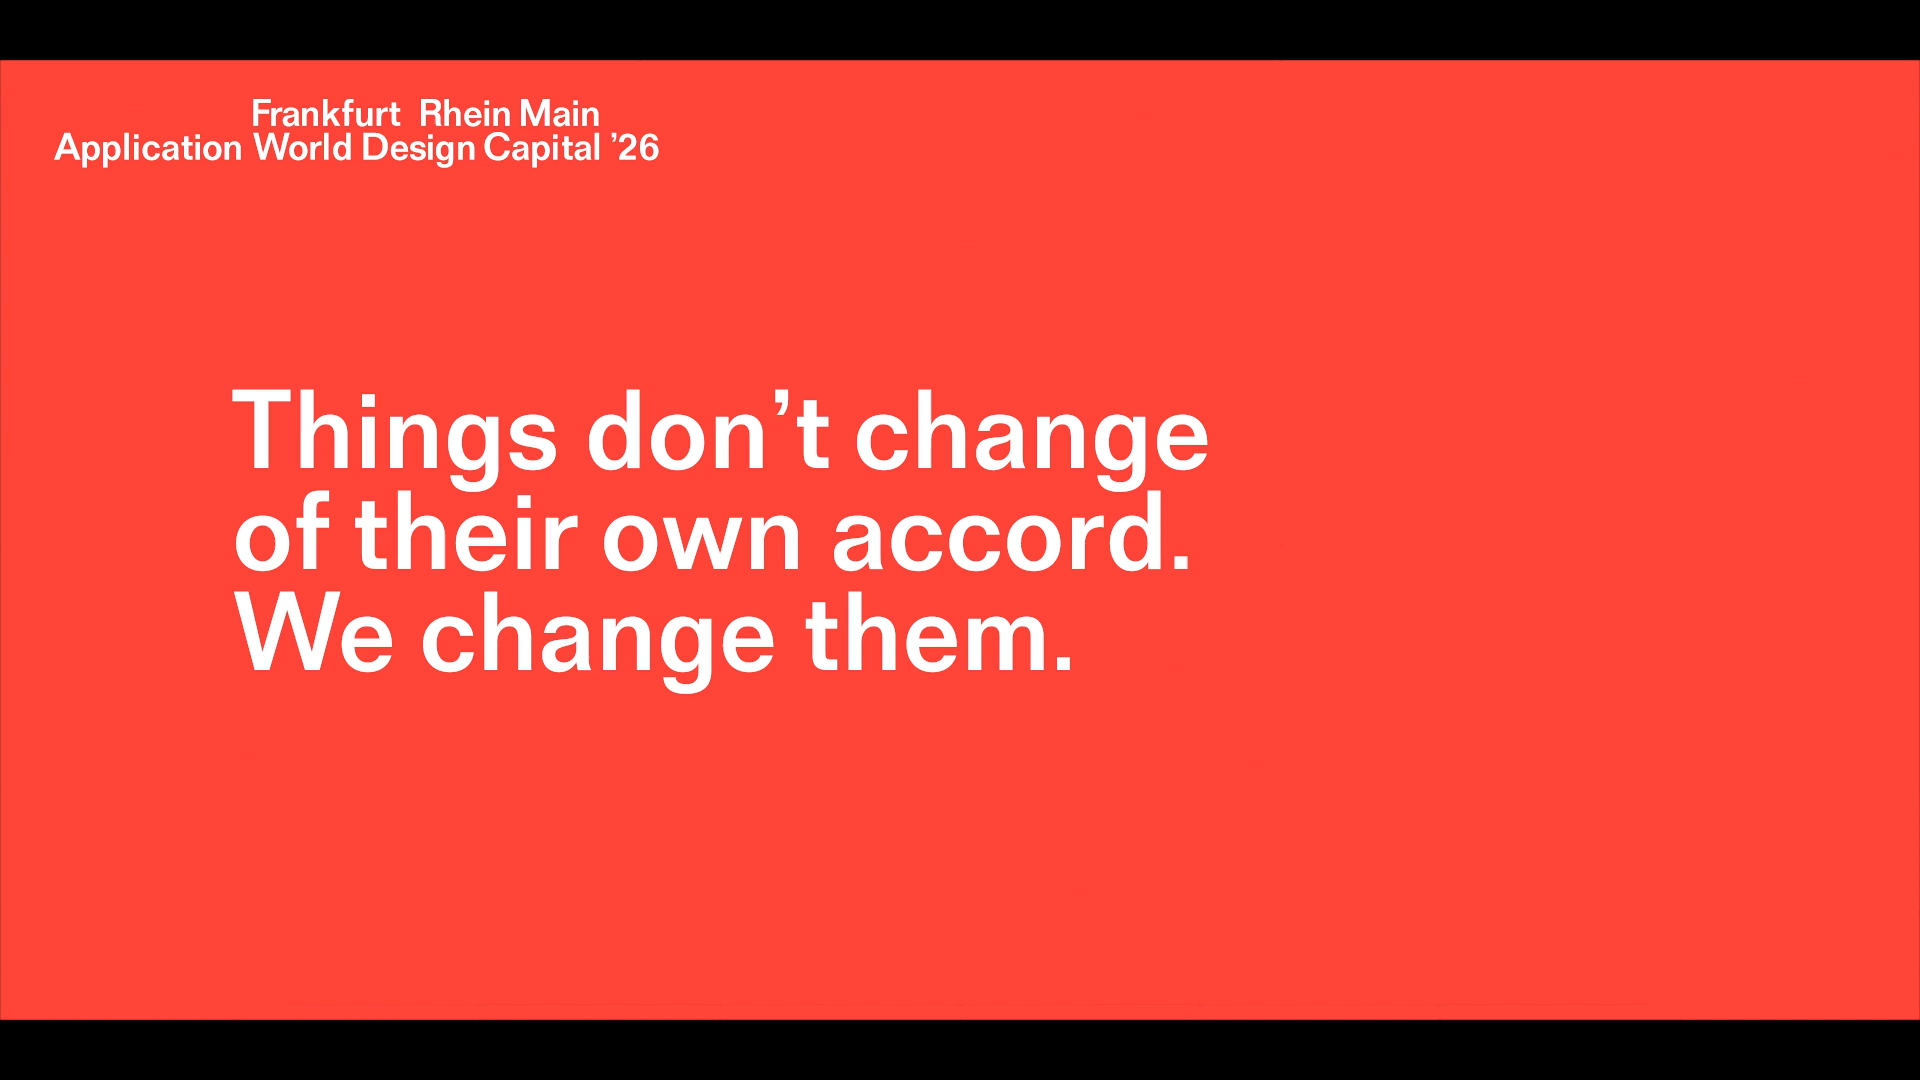 Frankfurt Rhein Main
Application World Design Capital ’26
Things don’t change
of their own accord.
We change them.